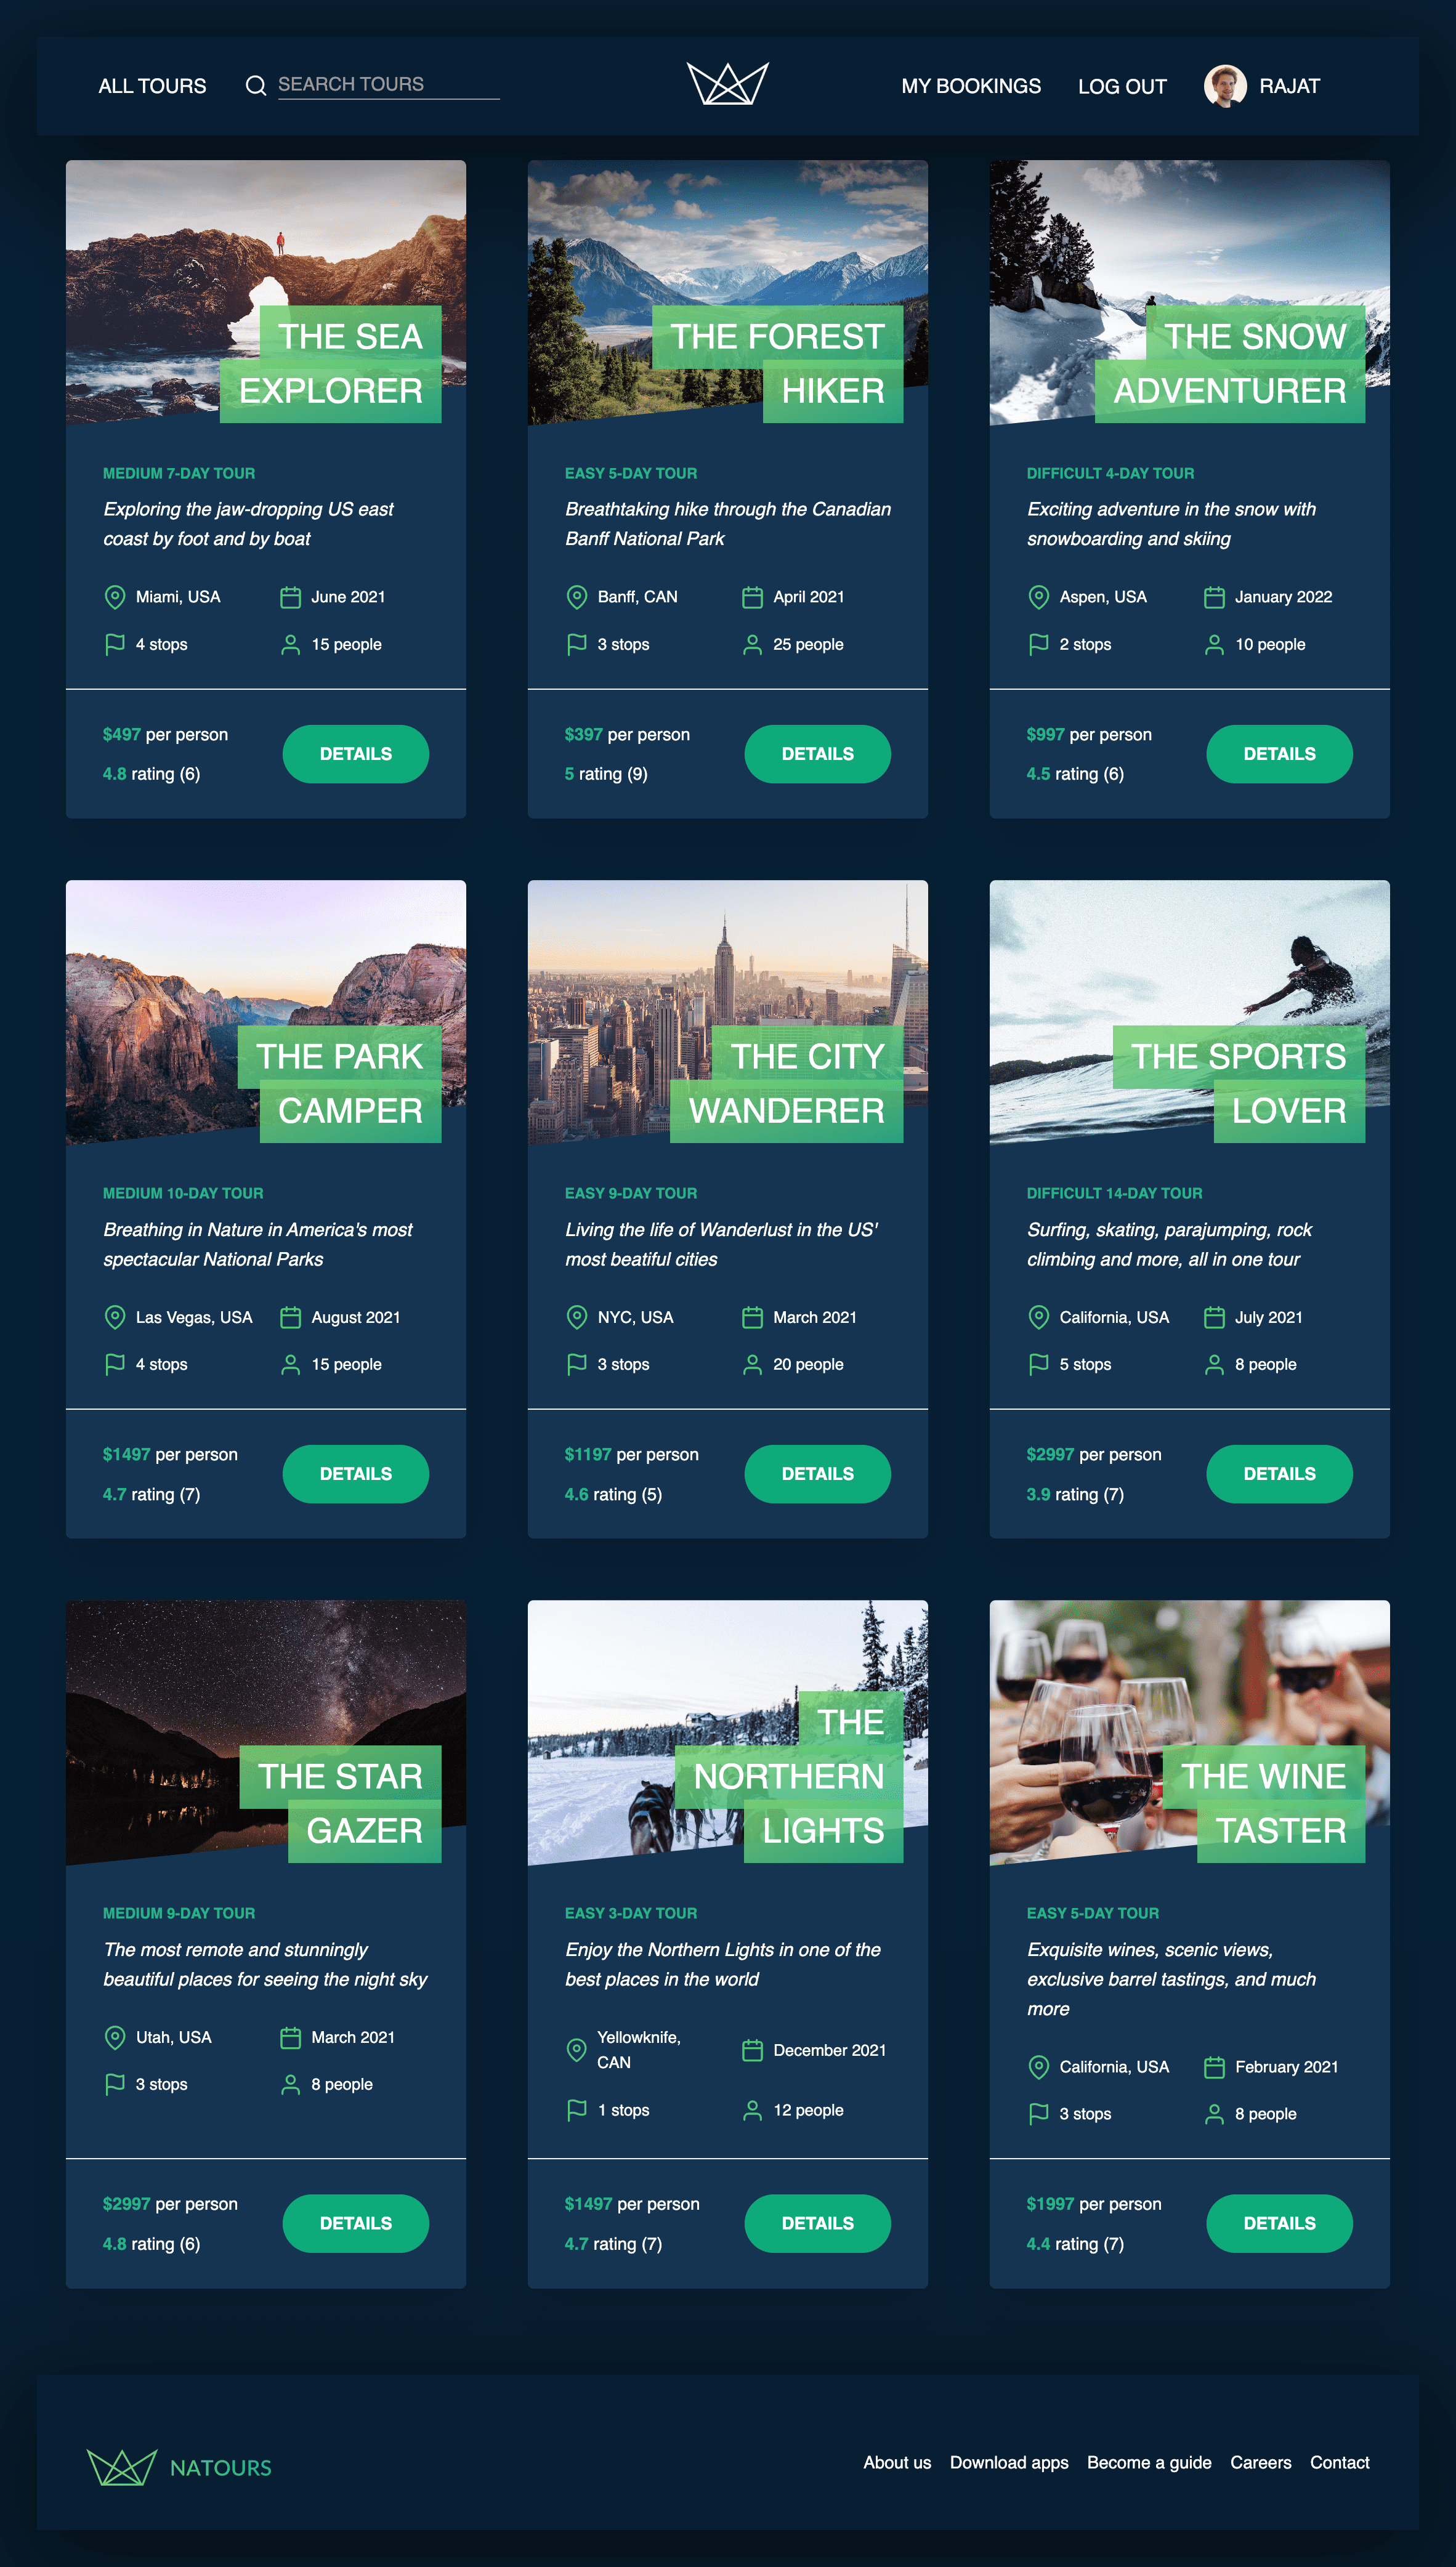 ALL TOURS
SEARCH TOURS
MY BOOKINGS
LOG OUT
RAJAT
THE SEA
EXPLORER
MEDIUM 7-DAY TOUR
Exploring the jaw-dropping US east
coast by foot and by boat
Miami, USA
June 2021
4 stops
15 people
$497 per person
4.8 rating (6)
DETAILS
THE FOREST
HIKER
EASY 5-DAY TOUR
Breathtaking hike through the Canadian
Banff National Park
Banff, CAN
April 2021
3 stops
25 people
$397 per person
5 rating (9)
DETAILS
THE SNOW
ADVENTURER
DIFFICULT 4-DAY TOUR
Exciting adventure in the snow with
snowboarding and skiing
Aspen, USA
January 2022
2 stops
10 people
$997 per person
4.5 rating (6)
DETAILS
THE PARK
CAMPER
MEDIUM 10-DAY TOUR
Breathing in Nature in America's most
spectacular National Parks
Las Vegas, USA
August 2021
4 stops
15 people
$1497 per person
4.7 rating (7)
DETAILS
THE CITY
WANDERER
EASY 9-DAY TOUR
Living the life of Wanderlust in the US'
most beatiful cities
NYC, USA
March 2021
3 stops
20 people
$1197 per person
4.6 rating (5)
DETAILS
THE SPORTS
LOVER
DIFFICULT 14-DAY TOUR
Surfing, skating, parajumping, rock
climbing and more, all in one tour
California, USA
July 2021
5 stops
8 people
$2997 per person
3.9 rating (7)
DETAILS
THE STAR
GAZER
MEDIUM 9-DAY TOUR
The most remote and stunningly
beautiful places for seeing the night sky
Utah, USA
March 2021
3 stops
8 people
$2997 per person
4.8 rating (6)
DETAILS
THE
NORTHERN
LIGHTS
EASY 3-DAY TOUR
Enjoy the Northern Lights in one of the
best places in the world
Yellowknife,
CAN
December 2021
1 stops
12 people
$1497 per person
4.7 rating (7)
DETAILS
THE WINE
TASTER
EASY 5-DAY TOUR
Exquisite wines, scenic views,
exclusive barrel tastings, and much
more
California, USA
February 2021
3 stops
8 people
$1997 per person
4.4 rating (7)
DETAILS
NATOURS
About us
Download apps
Become a guide
Careers
Contact